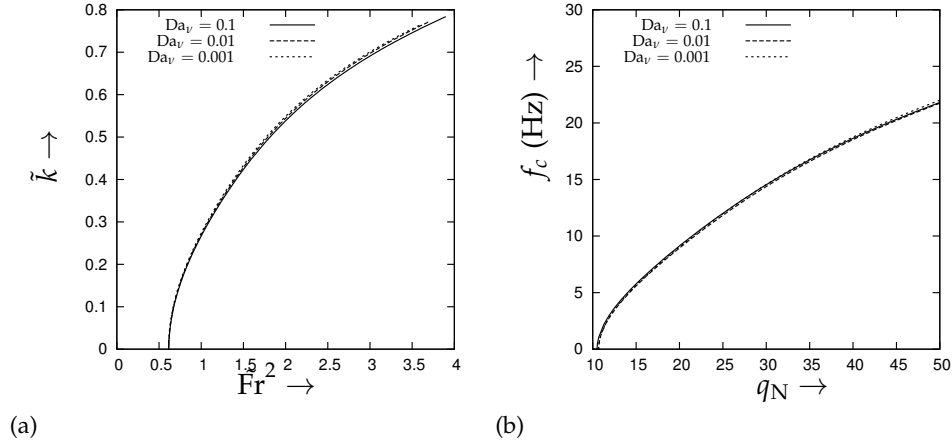 0.8
0.7
0.6
0.5
0.4
0.3
0.2
0.1
0
0 0.5 1 1.5 2 2.5 3 3.5 4
k̃ →
F̃r² →
Da_ν = 0.1
Da_ν = 0.01
Da_ν = 0.001
(a)
30
25
20
15
10
5
0
10 15 20 25 30 35 40 45 50
f_c (Hz) →
q_N →
Da_ν = 0.1
Da_ν = 0.01
Da_ν = 0.001
(b)